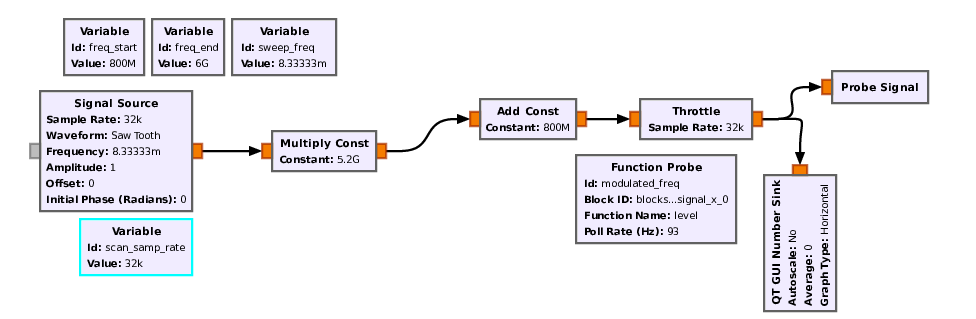 Variable
Id: freq_start
Value: 800M
Variable
Id: freq_end
Value: 6G
Variable
Id: sweep_freq
Value: 8.33333m
Signal Source
Sample Rate: 32k
Waveform: Saw Tooth
Frequency: 8.33333m
Amplitude: 1
Offset: 0
Initial Phase (Radians): 0
Variable
Id: scan_samp_rate
Value: 32k
Multiply Const
Constant: 5.2G
Add Const
Constant: 800M
Throttle
Sample Rate: 32k
Probe Signal
Function Probe
Id: modulated_freq
Block ID: blocks...signal_x_0
Function Name: level
Poll Rate (Hz): 93
QT GUI Number Sink
Autoscale: No
Average: 0
Graph Type: Horizontal